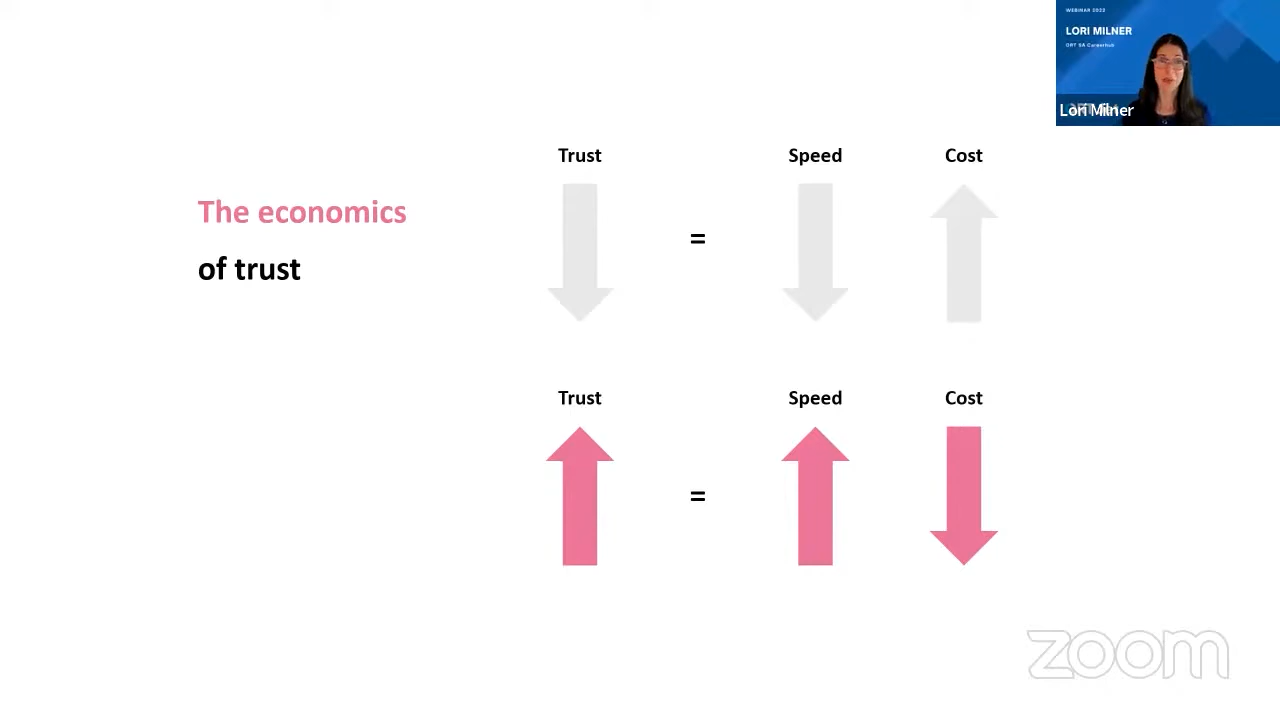 WEBINAR 2022
LORI MILNER
ORT SA CareerHub
Lori Milner
The economics
of trust
Trust
Speed
Cost
=
Trust
Speed
Cost
=
zoom